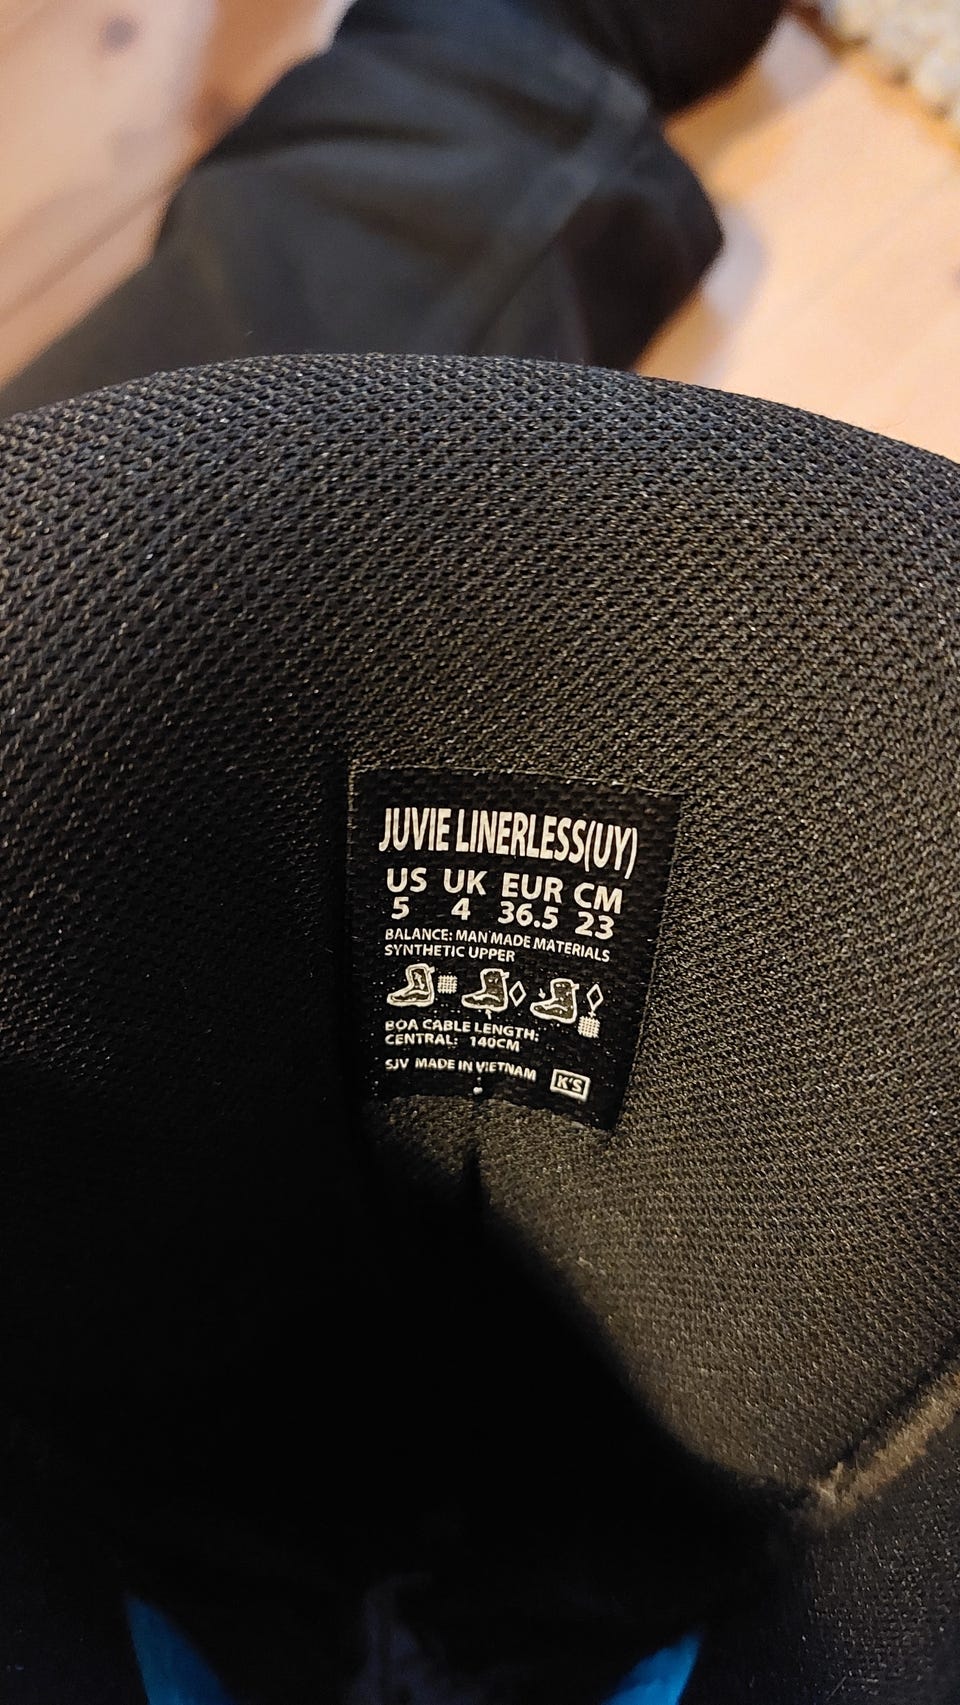 JUVIE LINERLESS(UY)
US UK EUR CM
5 4 36.5 23
BALANCE: MAN MADE MATERIALS
SYNTHETIC UPPER
BOA CABLE LENGTH:
CENTRAL: 140CM
SJV MADE IN VIETNAM K'S